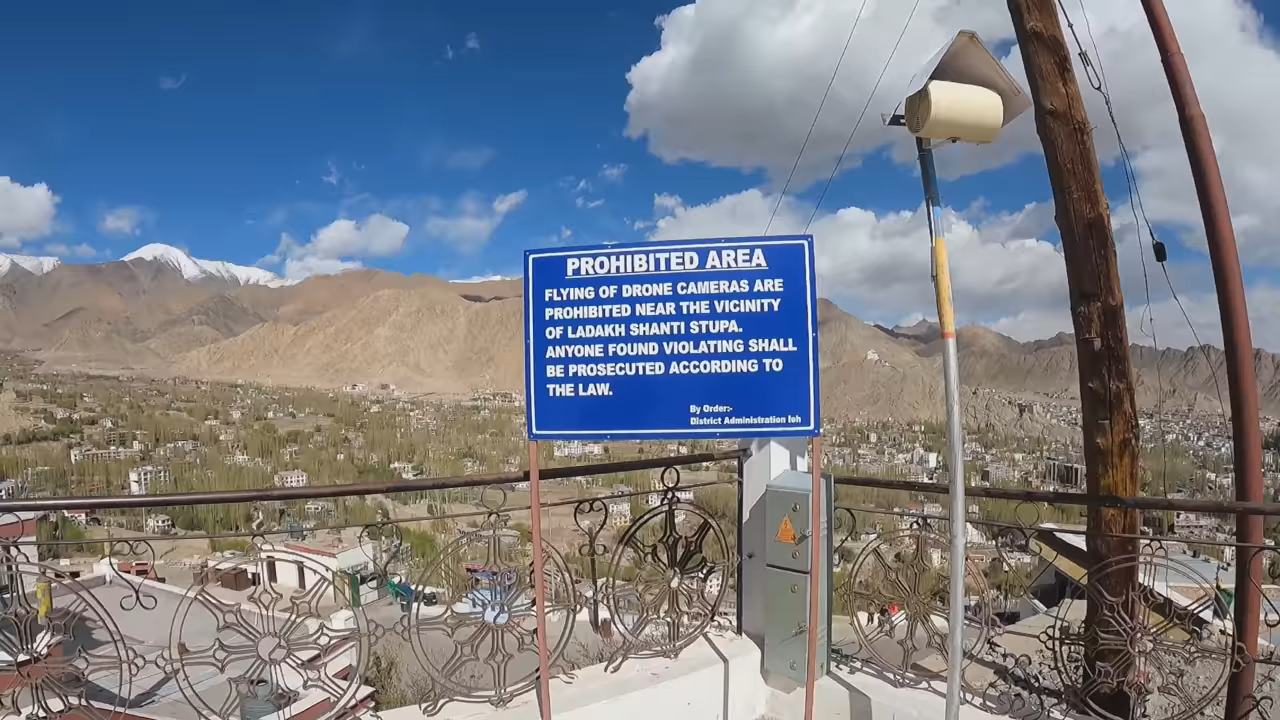 PROHIBITED AREA
FLYING OF DRONE CAMERAS ARE
PROHIBITED NEAR THE VICINITY
OF LADAKH SHANTI STUPA.
ANYONE FOUND VIOLATING SHALL
BE PROSECUTED ACCORDING TO
THE LAW.
By Order:-
District Administration leh